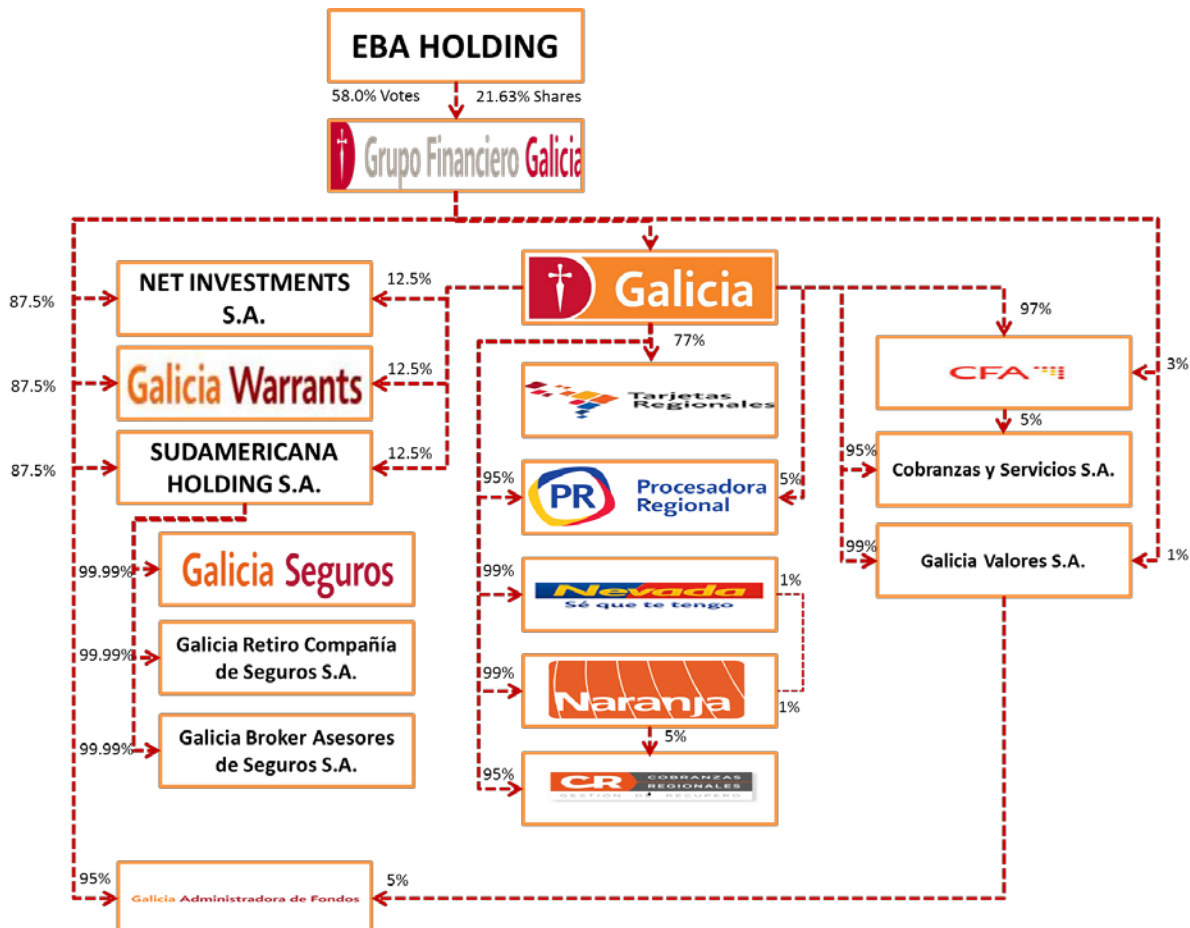 EBA HOLDING
58.0% Votes
21.63% Shares
Grupo Financiero Galicia
NET INVESTMENTS
S.A.
87.5%
12.5%
Galicia
77%
97%
Galicia Warrants
87.5%
12.5%
Tarjetas
Regionales
CFA
3%
5%
SUDAMERICANA
HOLDING S.A.
87.5%
12.5%
95%
PR
Procesadora
Regional
5%
95%
Cobranzas y Servicios S.A.
99.99%
Galicia Seguros
99%
Nevada
Sé que te tengo
1%
99%
Galicia Valores S.A.
1%
99.99%
Galicia Retiro Compañía
de Seguros S.A.
99%
Naranja
1%
5%
99.99%
Galicia Broker Asesores
de Seguros S.A.
95%
CR
COBRANZAS
REGIONALES
GESTIÓN DE RECUPERO
95%
Galicia Administradora de Fondos
5%